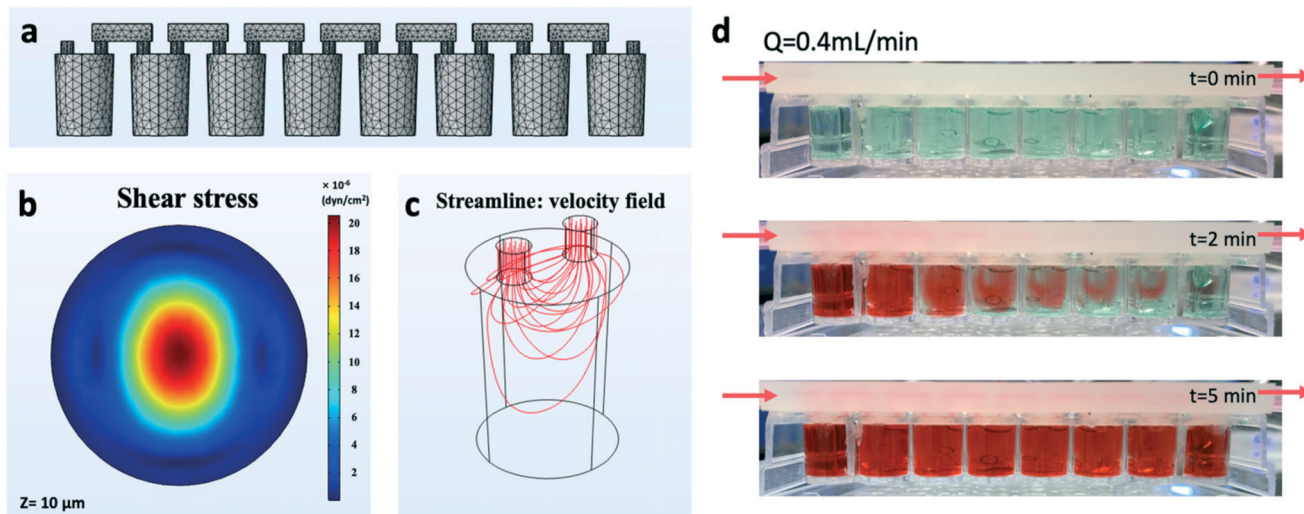 a
b
Shear stress
× 10⁻⁶
(dyn/cm²)
20
18
16
14
12
10
8
6
4
2
Z= 10 μm
c
Streamline: velocity field
d
Q=0.4mL/min
t=0 min
t=2 min
t=5 min